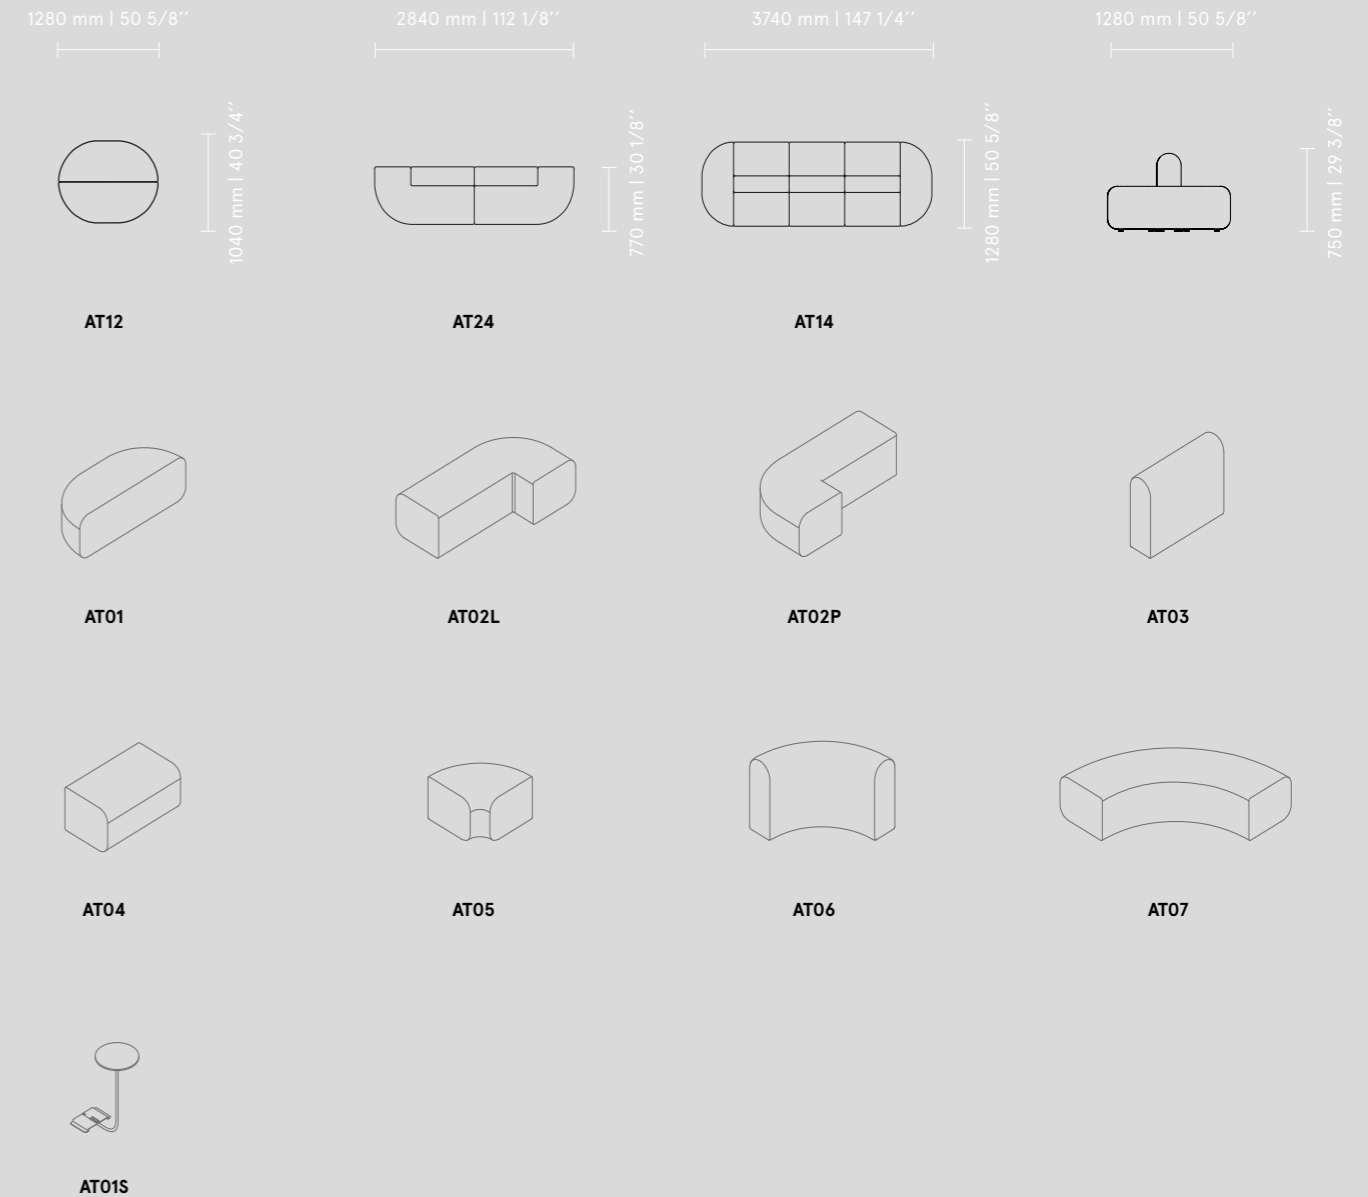 1280 mm | 50 5/8’’
2840 mm | 112 1/8’’
3740 mm | 147 1/4’’
1280 mm | 50 5/8’’
1040 mm | 40 3/4’’
770 mm | 30 1/8’’
1280 mm | 50 5/8’’
750 mm | 29 3/8’’
AT12
AT24
AT14
AT01
AT02L
AT02P
AT03
AT04
AT05
AT06
AT07
AT01S